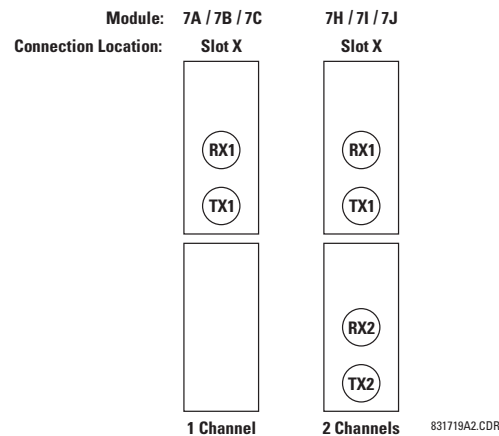 Module: 7A / 7B / 7C 7H / 7I / 7J
Connection Location: Slot X Slot X
RX1 RX1
TX1 TX1
RX2
TX2
1 Channel 2 Channels 831719A2.CDR